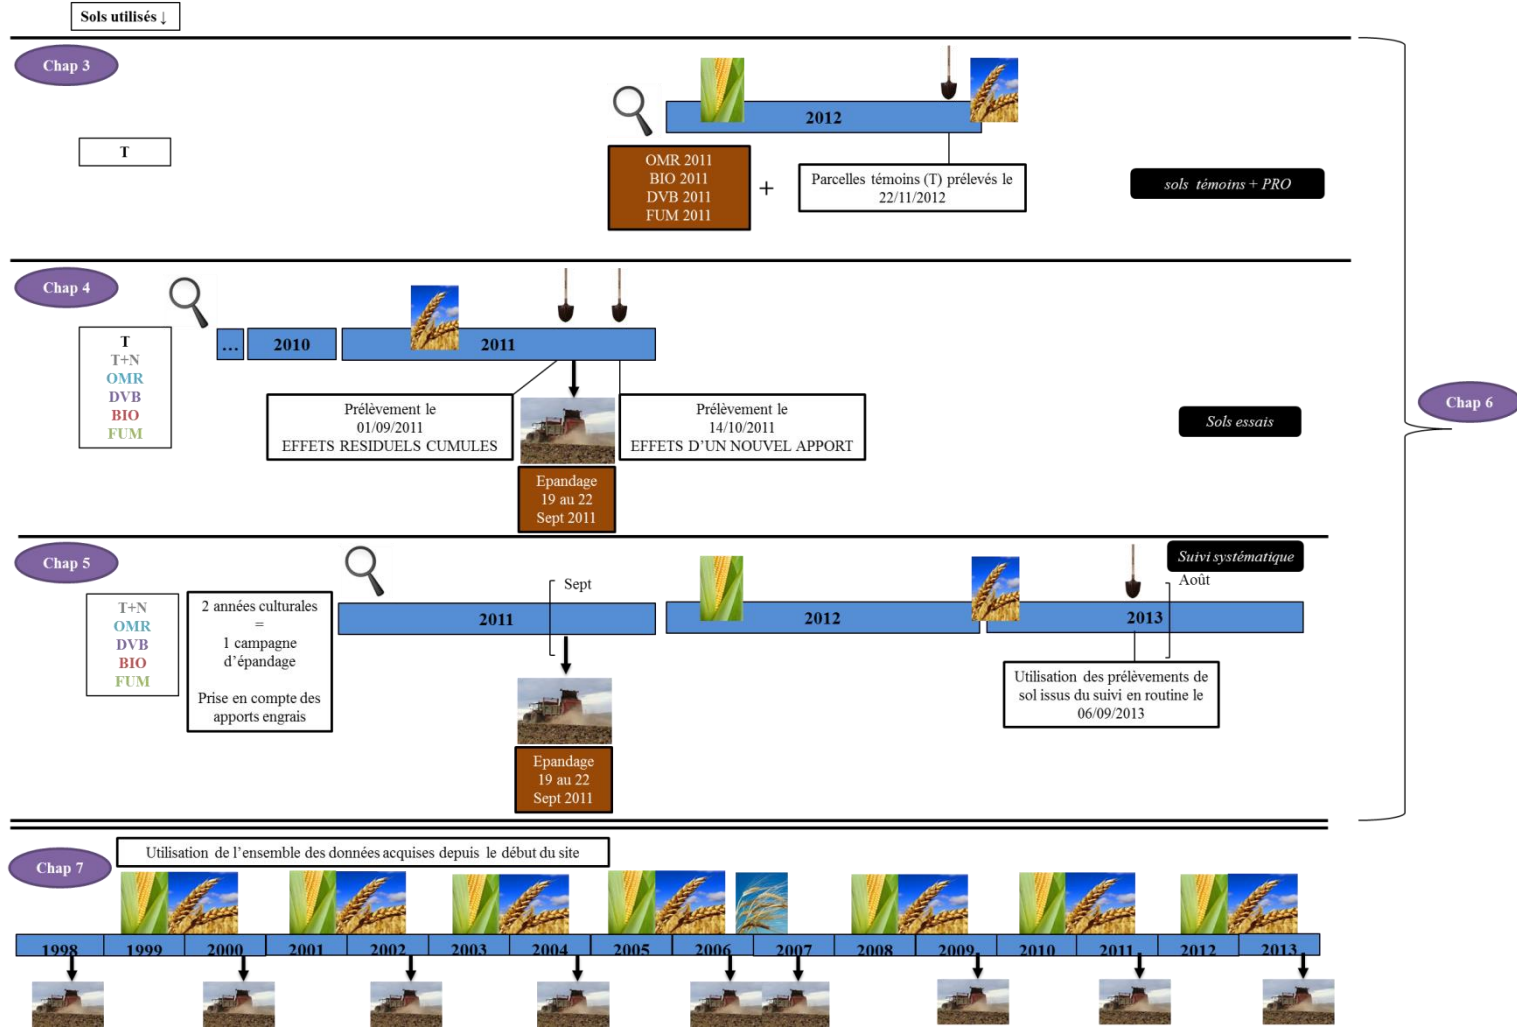 Sols utilisés ↓
Chap 3
T
2012
OMR 2011
BIO 2011
DVB 2011
FUM 2011
+
Parcelles témoins (T) prélevés le
22/11/2012
sols témoins + PRO
Chap 4
T
T+N
OMR
DVB
BIO
FUM
...
2010
2011
Prélèvement le
01/09/2011
EFFETS RESIDUELS CUMULES
Prélèvement le
14/10/2011
EFFETS D'UN NOUVEL APPORT
Epandage
19 au 22
Sept 2011
Sols essais
Chap 6
Chap 5
T+N
OMR
DVB
BIO
FUM
2 années culturales
=
1 campagne
d'épandage
Prise en compte des
apports engrais
2011
Sept
2012
2013
Août
Suivi systématique
Epandage
19 au 22
Sept 2011
Utilisation des prélèvements de
sol issus du suivi en routine le
06/09/2013
Chap 7
Utilisation de l'ensemble des données acquises depuis le début du site
1998 1999 2000 2001 2002 2003 2004 2005 2006 2007 2008 2009 2010 2011 2012 2013